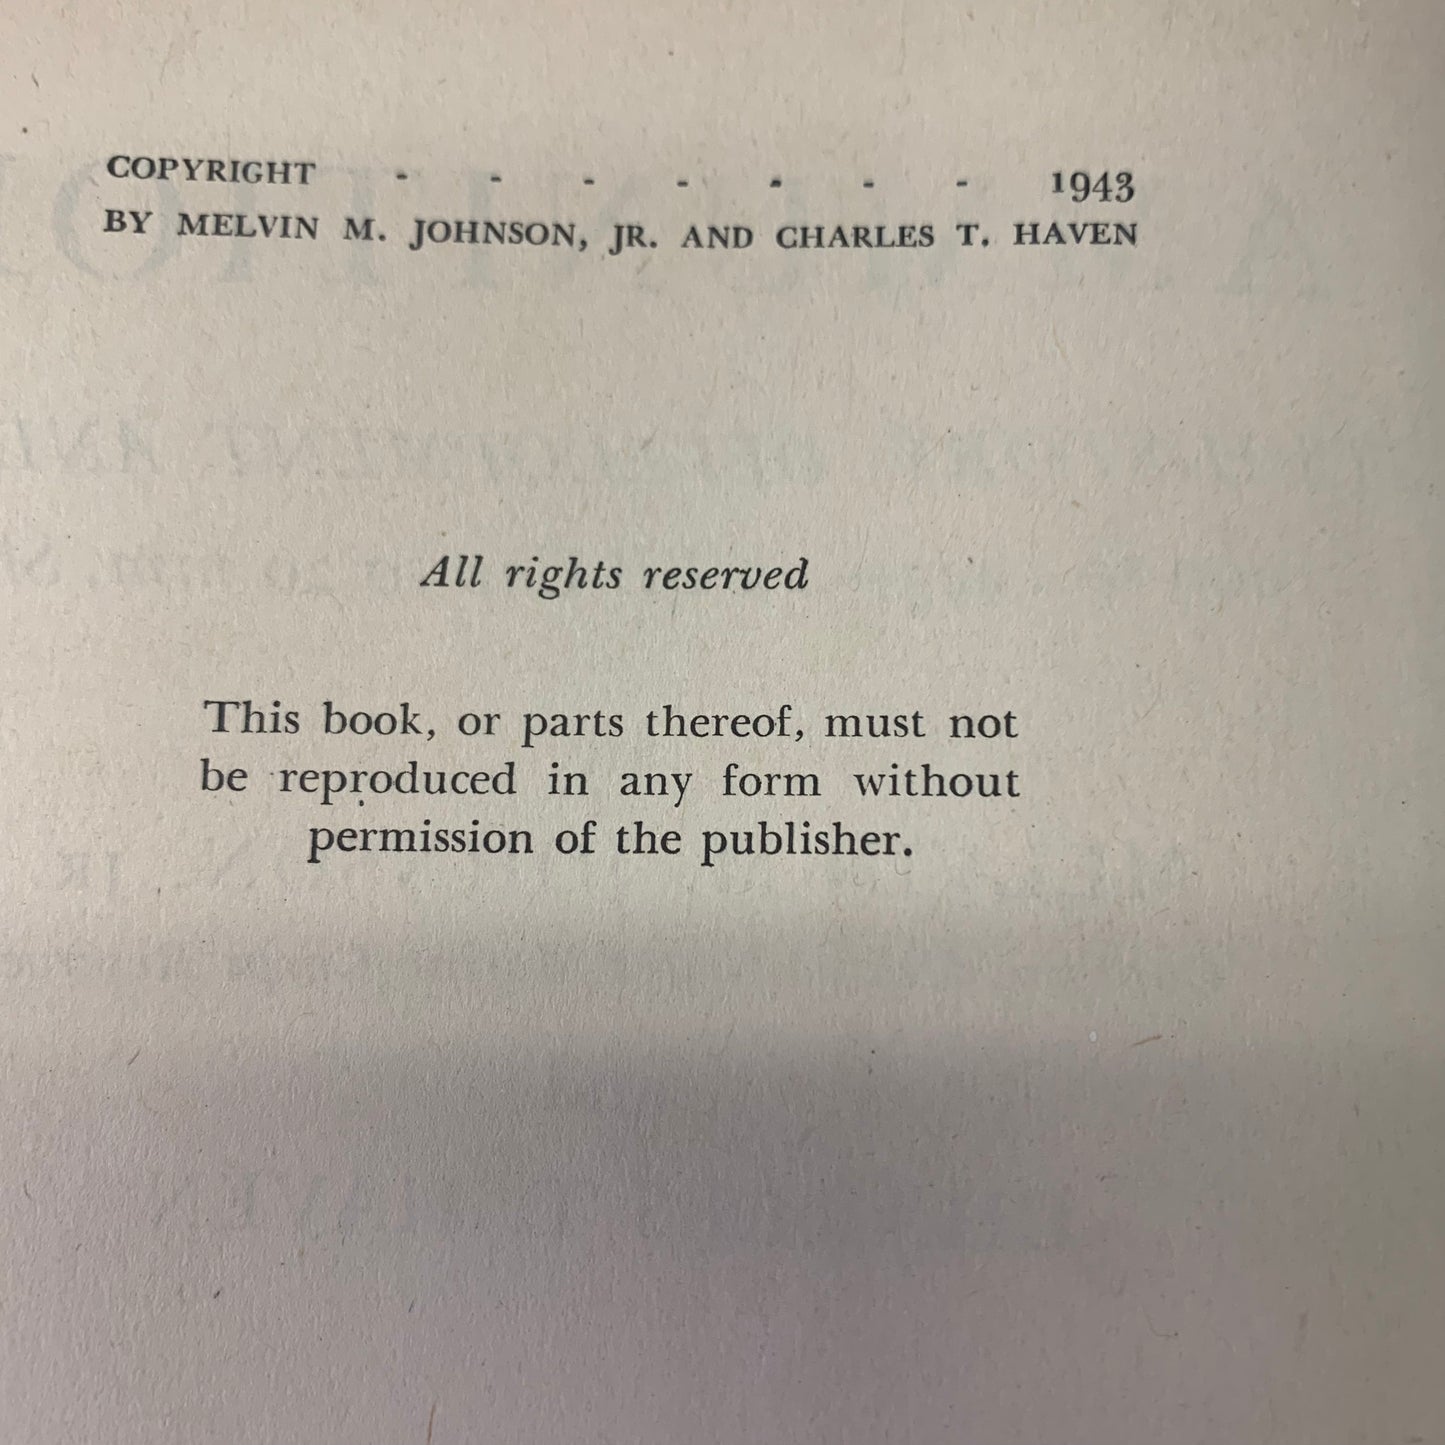 COPYRIGHT - - - - - - - 1943
BY MELVIN M. JOHNSON, JR. AND CHARLES T. HAVEN
All rights reserved
This book, or parts thereof, must not
be reproduced in any form without
permission of the publisher.